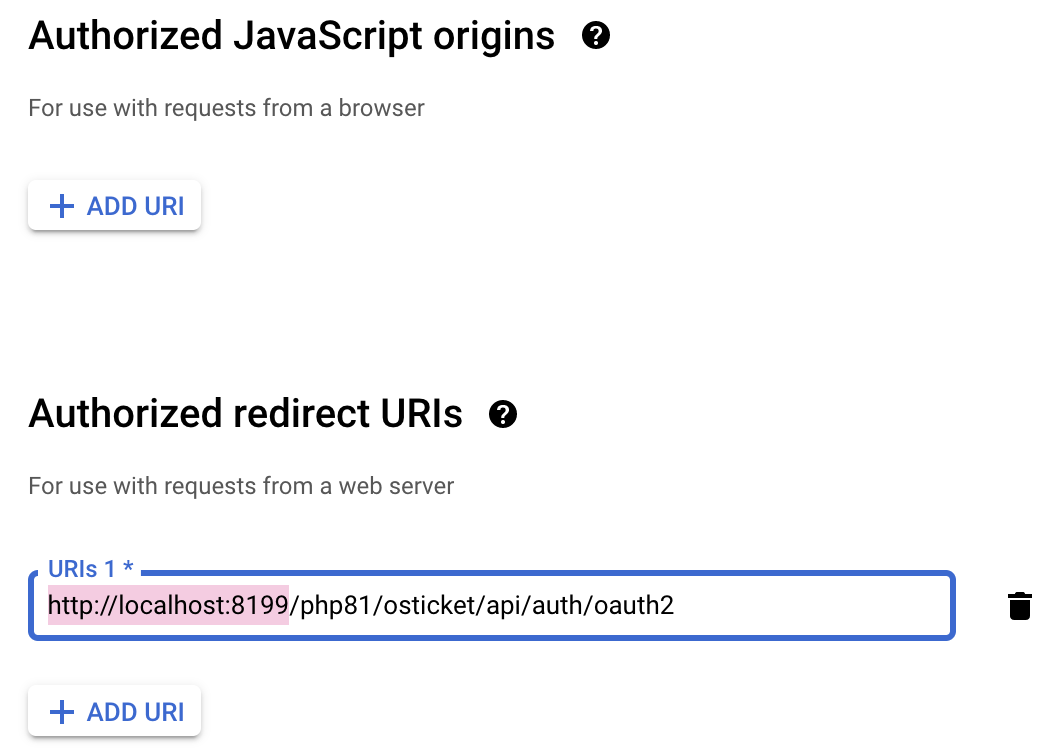 Authorized JavaScript origins ?
For use with requests from a browser
+ ADD URI
Authorized redirect URIs ?
For use with requests from a web server
URIs 1 *
http://localhost:8199/php81/osticket/api/auth/oauth2
+ ADD URI